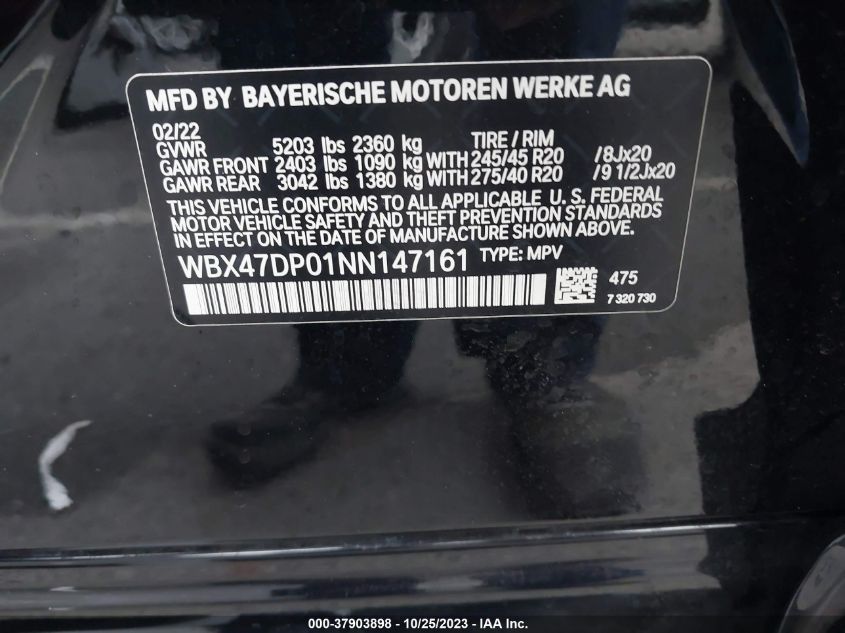 MFD BY BAYERISCHE MOTOREN WERKE AG
02/22
GVWR 5203 lbs 2360 kg TIRE / RIM
GAWR FRONT 2403 lbs 1090 kg WITH 245/45 R20 /8Jx20
GAWR REAR 3042 lbs 1380 kg WITH 275/40 R20 /9 1/2Jx20
THIS VEHICLE CONFORMS TO ALL APPLICABLE U. S. FEDERAL
MOTOR VEHICLE SAFETY AND THEFT PREVENTION STANDARDS
IN EFFECT ON THE DATE OF MANUFACTURE SHOWN ABOVE.
WBX47DP01NN147161 TYPE: MPV
475
7 320 730
000-37903898 - 10/25/2023 - IAA Inc.